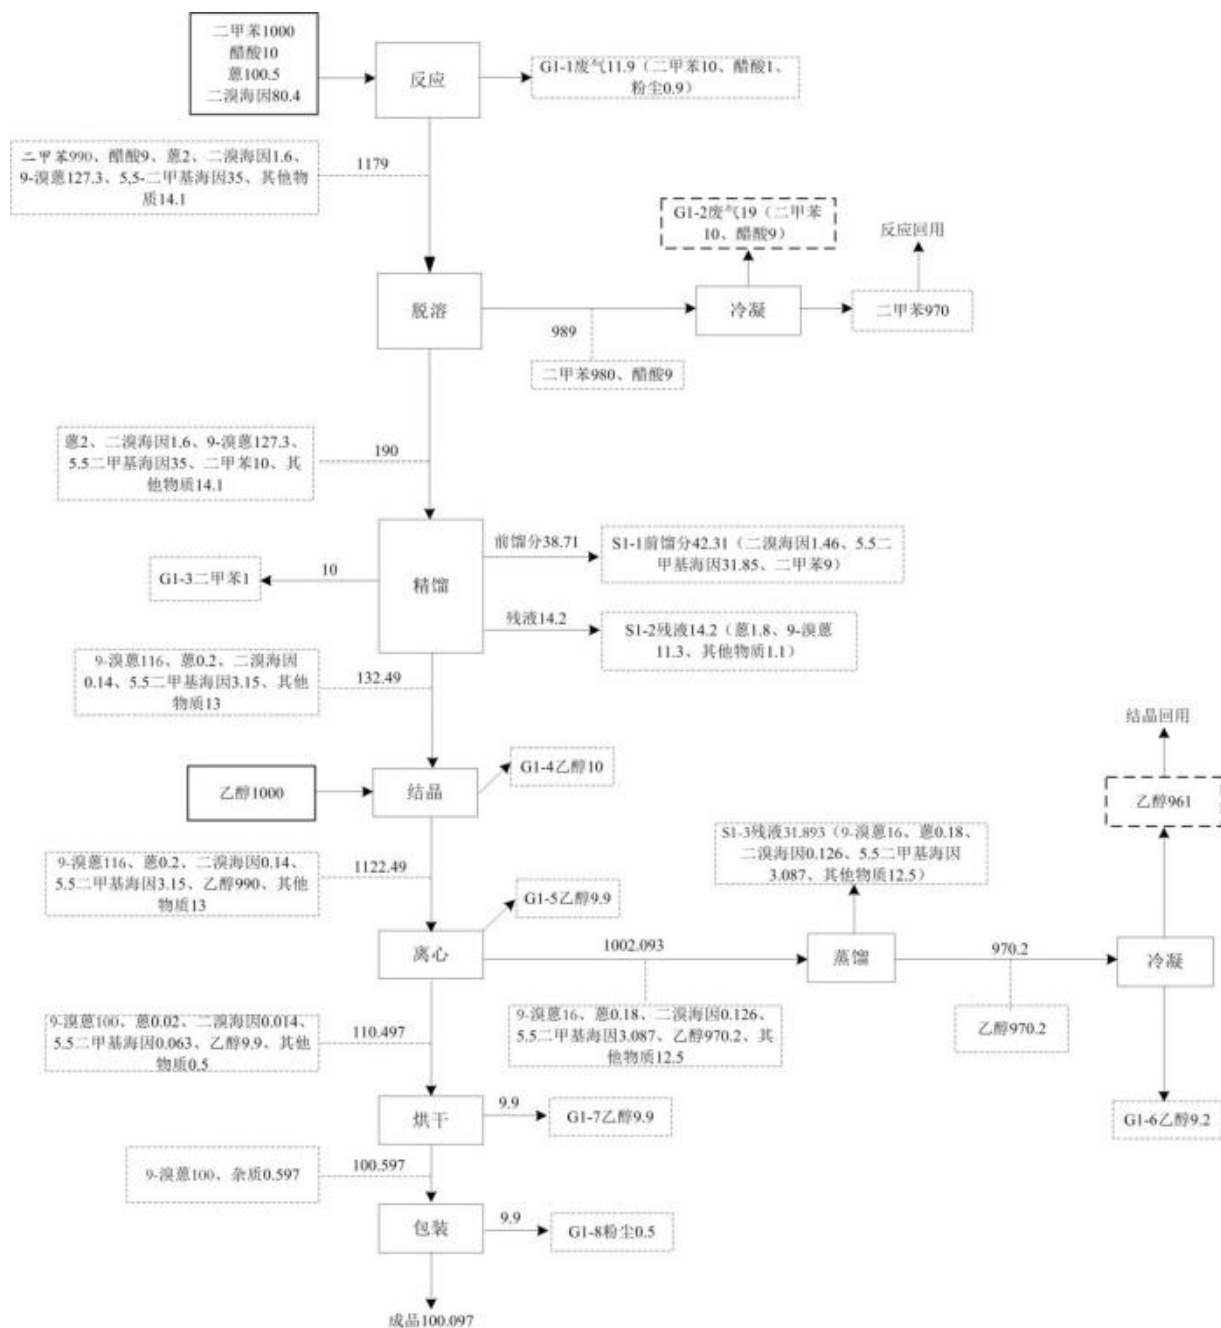 二甲苯1000
醋酸10
蒽100.5
二溴海因80.4
反应
G1-1废气11.9（二甲苯10、醋酸1、
粉尘0.9）
二甲苯990、醋酸9、蒽2、二溴海因1.6、
9-溴蒽127.3、5,5-二甲基海因35、其他物
质14.1
1179
G1-2废气19（二甲苯
10、醋酸9）
反应回用
脱溶
冷凝
二甲苯970
989
二甲苯980、醋酸9
蒽2、二溴海因1.6、9-溴蒽127.3、
5.5二甲基海因35、二甲苯10、其
他物质14.1
190
前馏分38.71
S1-1前馏分42.31（二溴海因1.46、5.5二
甲基海因31.85、二甲苯9）
G1-3二甲苯1
10
精馏
残液14.2
S1-2残液14.2（蒽1.8、9-溴蒽
11.3、其他物质1.1）
9-溴蒽116、蒽0.2、二溴海因
0.14、5.5二甲基海因3.15、其他
物质13
132.49
结晶回用
G1-4乙醇10
乙醇1000
结晶
乙醇961
S1-3残液31.893（9-溴蒽16、蒽0.18、
二溴海因0.126、5.5二甲基海因
3.087、其他物质12.5）
9-溴蒽116、蒽0.2、二溴海因0.14、
5.5二甲基海因3.15、乙醇990、其他
物质13
1122.49
G1-5乙醇9.9
离心
1002.093
蒸馏
970.2
冷凝
9-溴蒽100、蒽0.02、二溴海因0.014、
5.5二甲基海因0.063、乙醇9.9、其他
物质0.5
110.497
9-溴蒽16、蒽0.18、二溴海因0.126、
5.5二甲基海因3.087、乙醇970.2、其
他物质12.5
乙醇970.2
烘干
9.9
G1-7乙醇9.9
G1-6乙醇9.2
9-溴蒽100、杂质0.597
100.597
包装
9.9
G1-8粉尘0.5
成品100.097